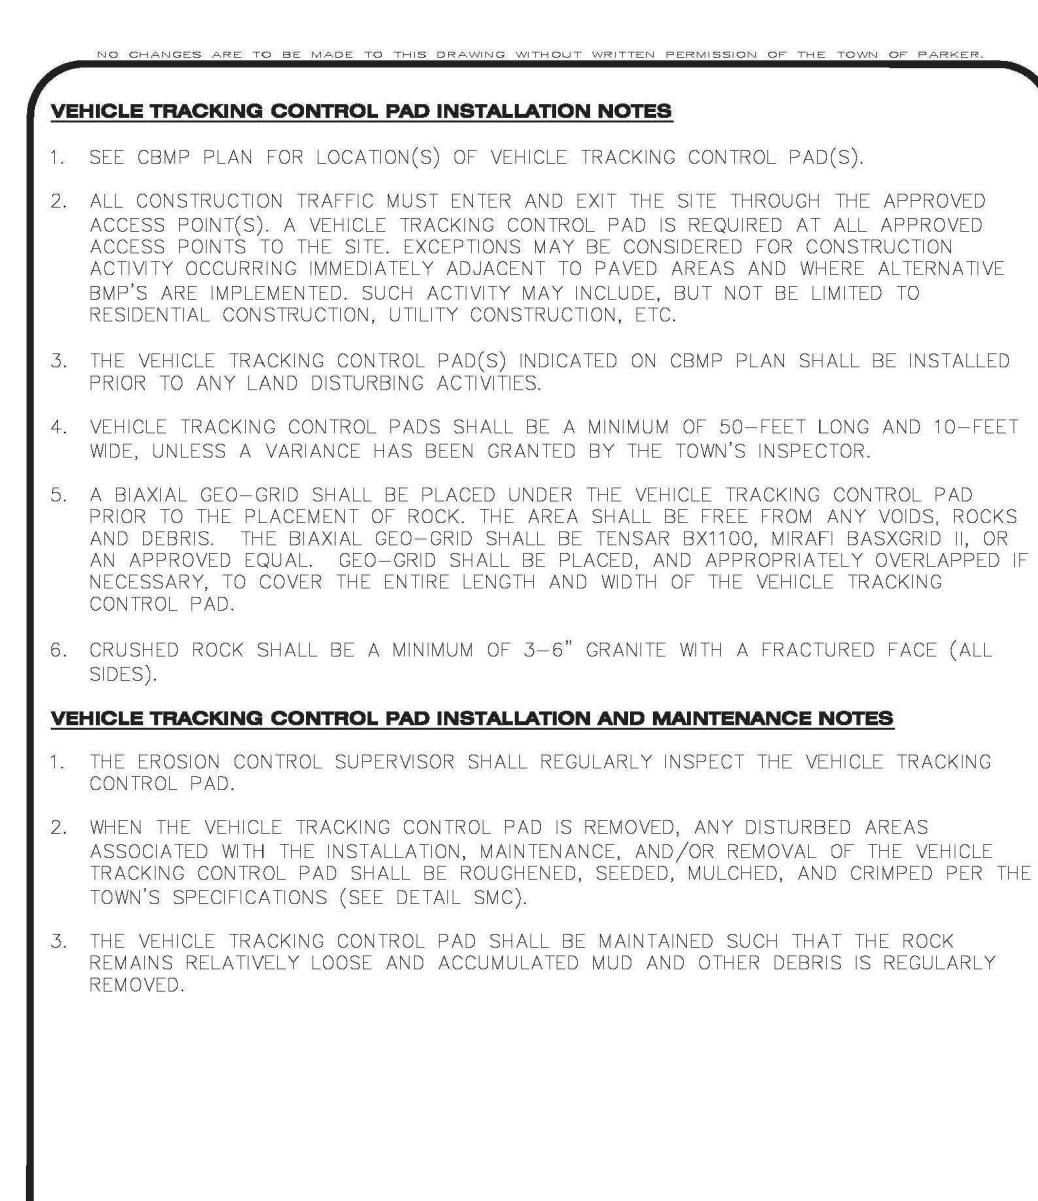 NO CHANGES ARE TO BE MADE TO THIS DRAWING WITHOUT WRITTEN PERMISSION OF THE TOWN OF PARKER.
VEHICLE TRACKING CONTROL PAD INSTALLATION NOTES
1. SEE CBMP PLAN FOR LOCATION(S) OF VEHICLE TRACKING CONTROL PAD(S).
2. ALL CONSTRUCTION TRAFFIC MUST ENTER AND EXIT THE SITE THROUGH THE APPROVED
ACCESS POINT(S). A VEHICLE TRACKING CONTROL PAD IS REQUIRED AT ALL APPROVED
ACCESS POINTS TO THE SITE. EXCEPTIONS MAY BE CONSIDERED FOR CONSTRUCTION
ACTIVITY OCCURRING IMMEDIATELY ADJACENT TO PAVED AREAS AND WHERE ALTERNATIVE
BMP'S ARE IMPLEMENTED. SUCH ACTIVITY MAY INCLUDE, BUT NOT BE LIMITED TO
RESIDENTIAL CONSTRUCTION, UTILITY CONSTRUCTION, ETC.
3. THE VEHICLE TRACKING CONTROL PAD(S) INDICATED ON CBMP PLAN SHALL BE INSTALLED
PRIOR TO ANY LAND DISTURBING ACTIVITIES.
4. VEHICLE TRACKING CONTROL PADS SHALL BE A MINIMUM OF 50-FEET LONG AND 10-FEET
WIDE, UNLESS A VARIANCE HAS BEEN GRANTED BY THE TOWN'S INSPECTOR.
5. A BIAXIAL GEO-GRID SHALL BE PLACED UNDER THE VEHICLE TRACKING CONTROL PAD
PRIOR TO THE PLACEMENT OF ROCK. THE AREA SHALL BE FREE FROM ANY VOIDS, ROCKS
AND DEBRIS. THE BIAXIAL GEO-GRID SHALL BE TENSAR BX1100, MIRAFI BASXGRID II, OR
AN APPROVED EQUAL. GEO-GRID SHALL BE PLACED, AND APPROPRIATELY OVERLAPPED IF
NECESSARY, TO COVER THE ENTIRE LENGTH AND WIDTH OF THE VEHICLE TRACKING
CONTROL PAD.
6. CRUSHED ROCK SHALL BE A MINIMUM OF 3-6" GRANITE WITH A FRACTURED FACE (ALL
SIDES).
VEHICLE TRACKING CONTROL PAD INSTALLATION AND MAINTENANCE NOTES
1. THE EROSION CONTROL SUPERVISOR SHALL REGULARLY INSPECT THE VEHICLE TRACKING
CONTROL PAD.
2. WHEN THE VEHICLE TRACKING CONTROL PAD IS REMOVED, ANY DISTURBED AREAS
ASSOCIATED WITH THE INSTALLATION, MAINTENANCE, AND/OR REMOVAL OF THE VEHICLE
TRACKING CONTROL PAD SHALL BE ROUGHENED, SEEDED, MULCHED, AND CRIMPED PER THE
TOWN'S SPECIFICATIONS (SEE DETAIL SMC).
3. THE VEHICLE TRACKING CONTROL PAD SHALL BE MAINTAINED SUCH THAT THE ROCK
REMAINS RELATIVELY LOOSE AND ACCUMULATED MUD AND OTHER DEBRIS IS REGULARLY
REMOVED.